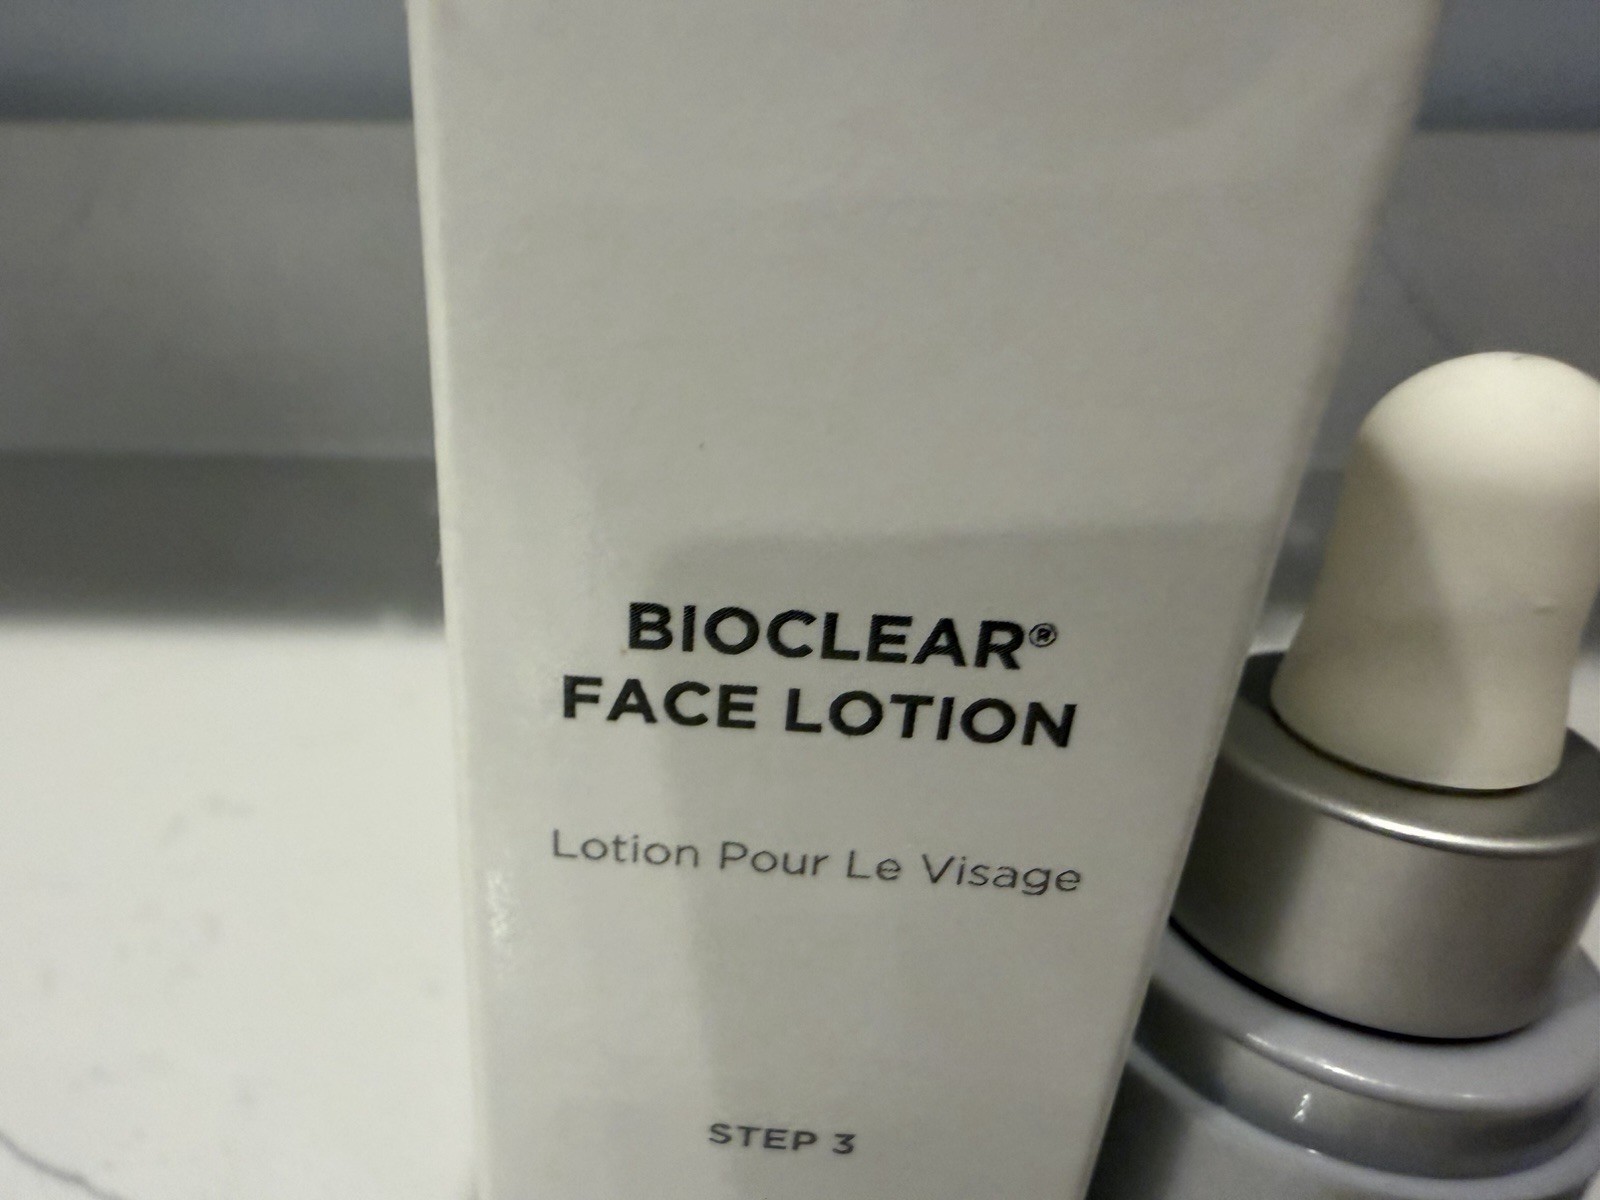 BIOCLEAR®
FACE LOTION
Lotion Pour Le Visage
STEP 3